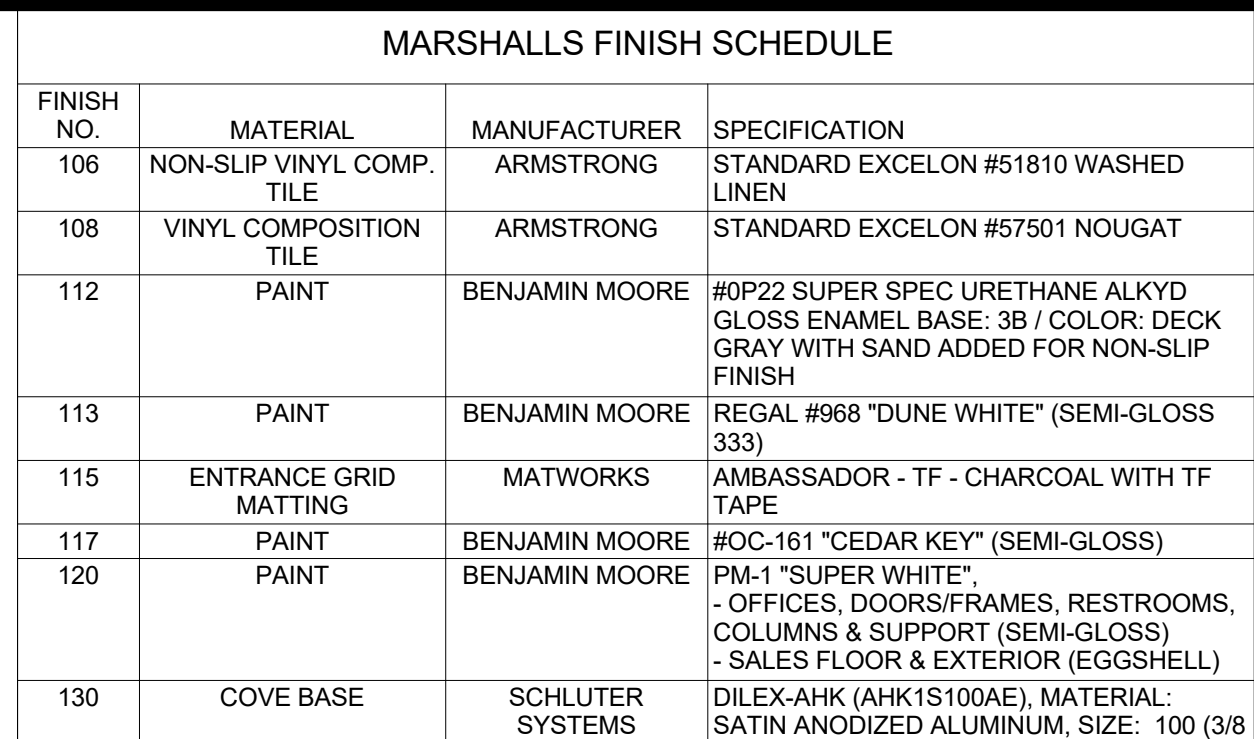 MARSHALLS FINISH SCHEDULE
FINISH NO. MATERIAL MANUFACTURER SPECIFICATION
106 NON-SLIP VINYL COMP. ARMSTRONG STANDARD EXCELON #51810 WASHED
TILE LINEN
108 VINYL COMPOSITION ARMSTRONG STANDARD EXCELON #57501 NOUGAT
TILE
112 PAINT BENJAMIN MOORE #0P22 SUPER SPEC URETHANE ALKYD
GLOSS ENAMEL BASE: 3B / COLOR: DECK
GRAY WITH SAND ADDED FOR NON-SLIP
FINISH
113 PAINT BENJAMIN MOORE REGAL #968 "DUNE WHITE" (SEMI-GLOSS
333)
115 ENTRANCE GRID MATWORKS AMBASSADOR - TF - CHARCOAL WITH TF
MATTING TAPE
117 PAINT BENJAMIN MOORE #OC-161 "CEDAR KEY" (SEMI-GLOSS)
120 PAINT BENJAMIN MOORE PM-1 "SUPER WHITE",
- OFFICES, DOORS/FRAMES, RESTROOMS,
COLUMNS & SUPPORT (SEMI-GLOSS)
- SALES FLOOR & EXTERIOR (EGGSHELL)
130 COVE BASE SCHLUTER DILEX-AHK (AHK1S100AE), MATERIAL:
SYSTEMS SATIN ANODIZED ALUMINUM, SIZE: 100 (3/8